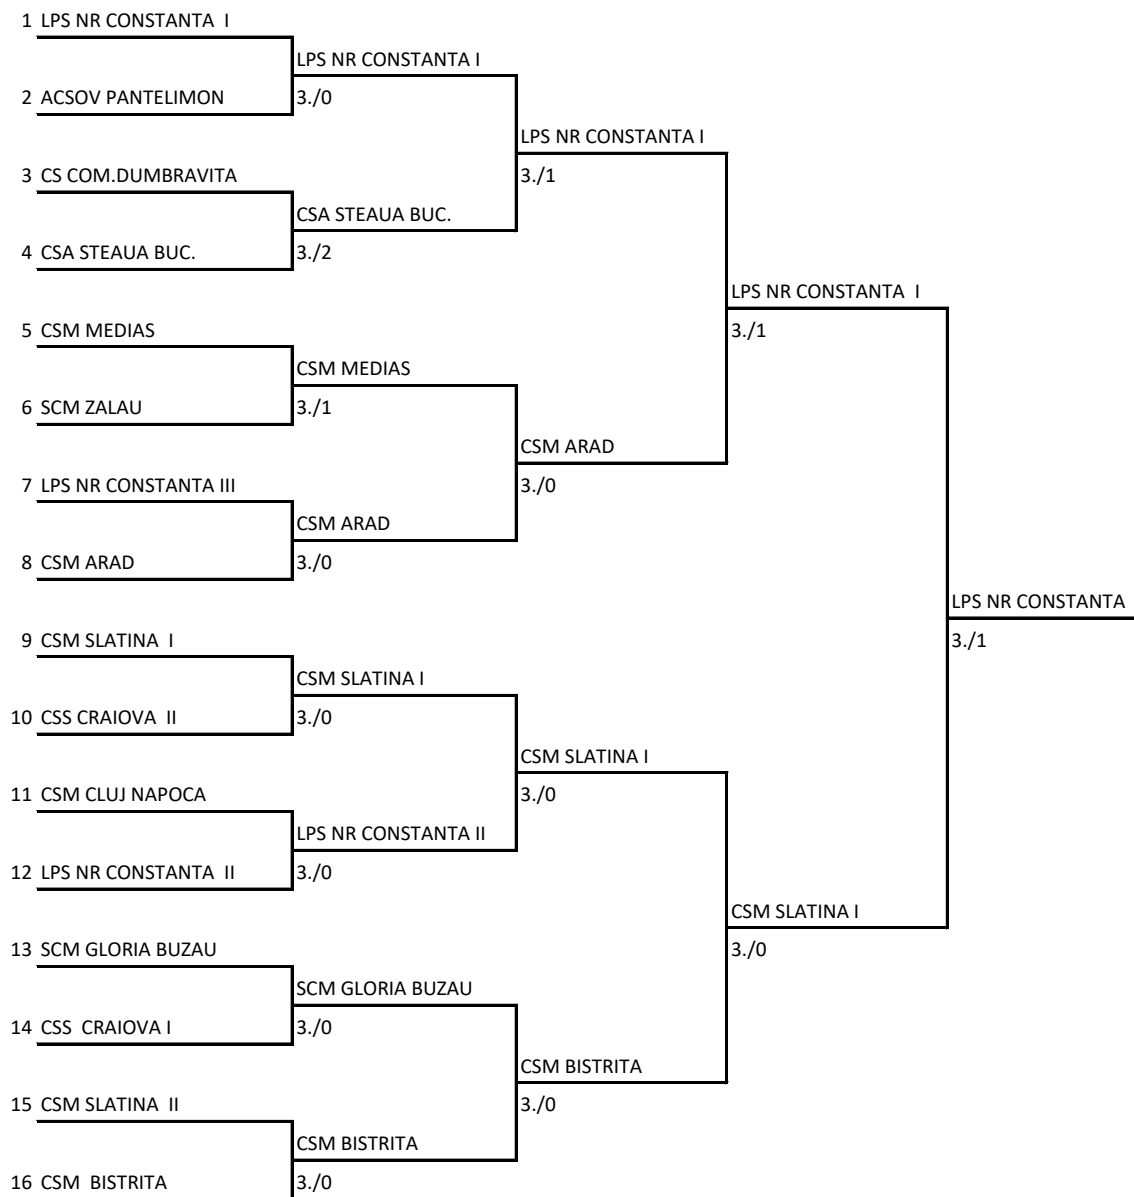 1 LPS NR CONSTANTA I
LPS NR CONSTANTA I
2 ACSOV PANTELIMON 3./0
LPS NR CONSTANTA I
3 CS COM.DUMBRAVITA 3./1
CSA STEAUA BUC.
4 CSA STEAUA BUC. 3./2
LPS NR CONSTANTA I
5 CSM MEDIAS 3./1
CSM MEDIAS
6 SCM ZALAU 3./1
CSM ARAD
7 LPS NR CONSTANTA III 3./0
CSM ARAD
8 CSM ARAD 3./0
LPS NR CONSTANTA
9 CSM SLATINA I 3./1
CSM SLATINA I
10 CSS CRAIOVA II 3./0
CSM SLATINA I
11 CSM CLUJ NAPOCA 3./0
LPS NR CONSTANTA II
12 LPS NR CONSTANTA II 3./0
CSM SLATINA I
13 SCM GLORIA BUZAU 3./0
SCM GLORIA BUZAU
14 CSS CRAIOVA I 3./0
CSM BISTRITA
15 CSM SLATINA II 3./0
CSM BISTRITA
16 CSM BISTRITA 3./0